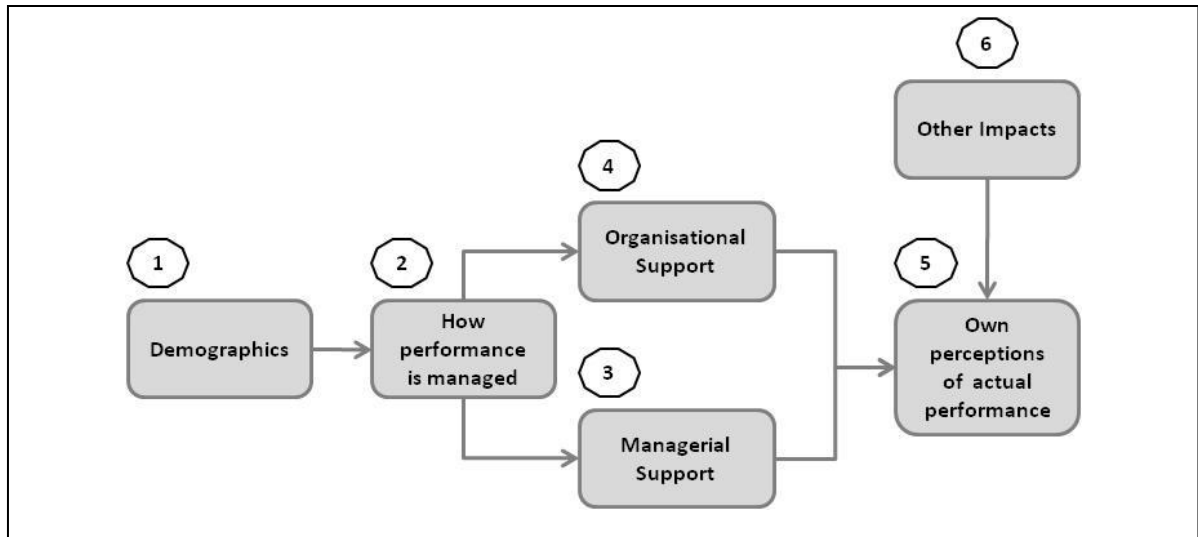 6
Other Impacts
4
Organisational
Support
1
Demographics
2
How
performance
is managed
3
Managerial
Support
5
Own
perceptions
of actual
performance